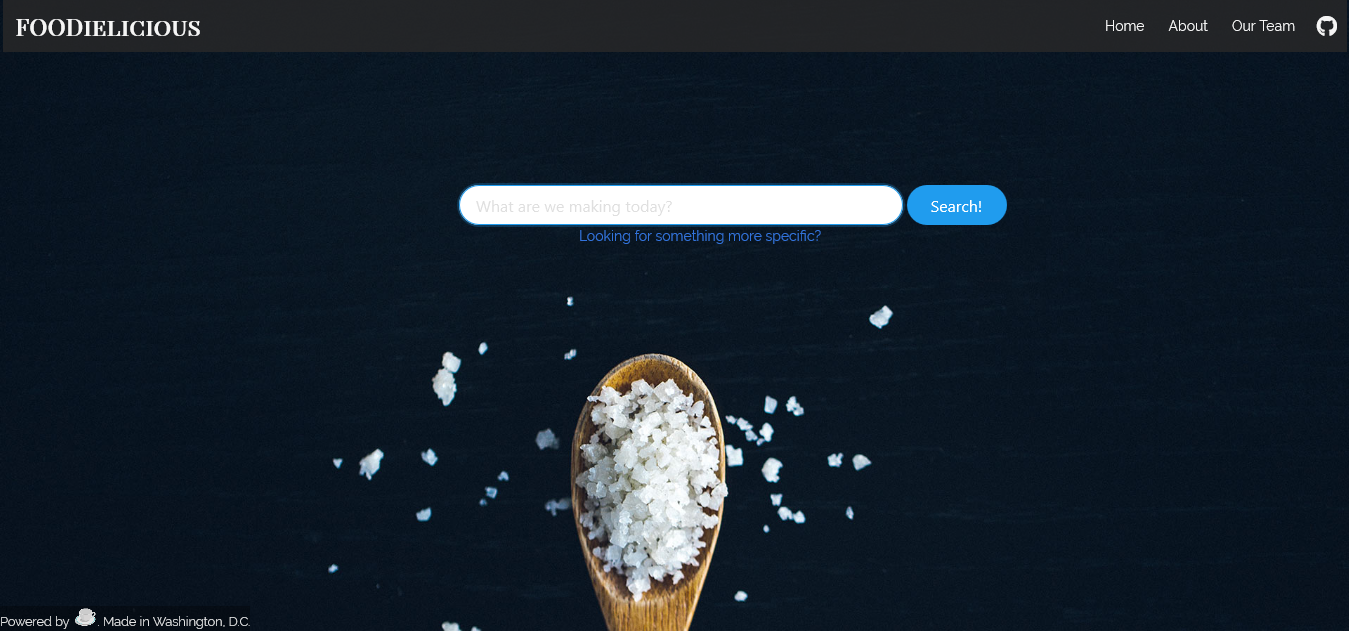 FOODIELICIOUS
Home About Our Team
What are we making today? Search!
Looking for something more specific?
Powered by . Made in Washington, D.C.